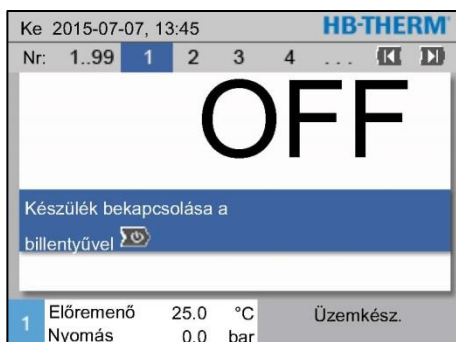 Ke 2015-07-07, 13:45 HB-THERM
Nr: 1..99 1 2 3 4 ...
OFF
Készülék bekapcsolása a
billentyűvel
1 Előremenő 25.0 °C Üzemkész.
Nyomás 0.0 bar